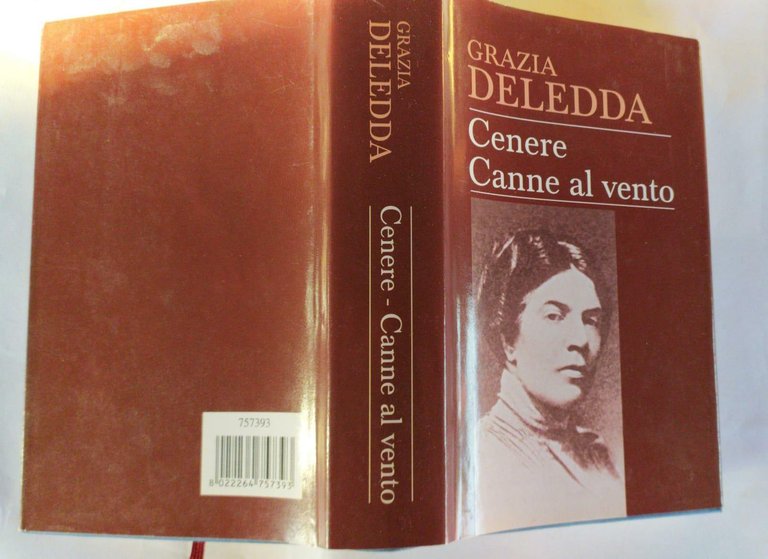 GRAZIA
DELEDDA
Cenere
Canne al vento
GRAZIA
DELEDDA
Cenere - Canne al vento
757393
8 022264 757393